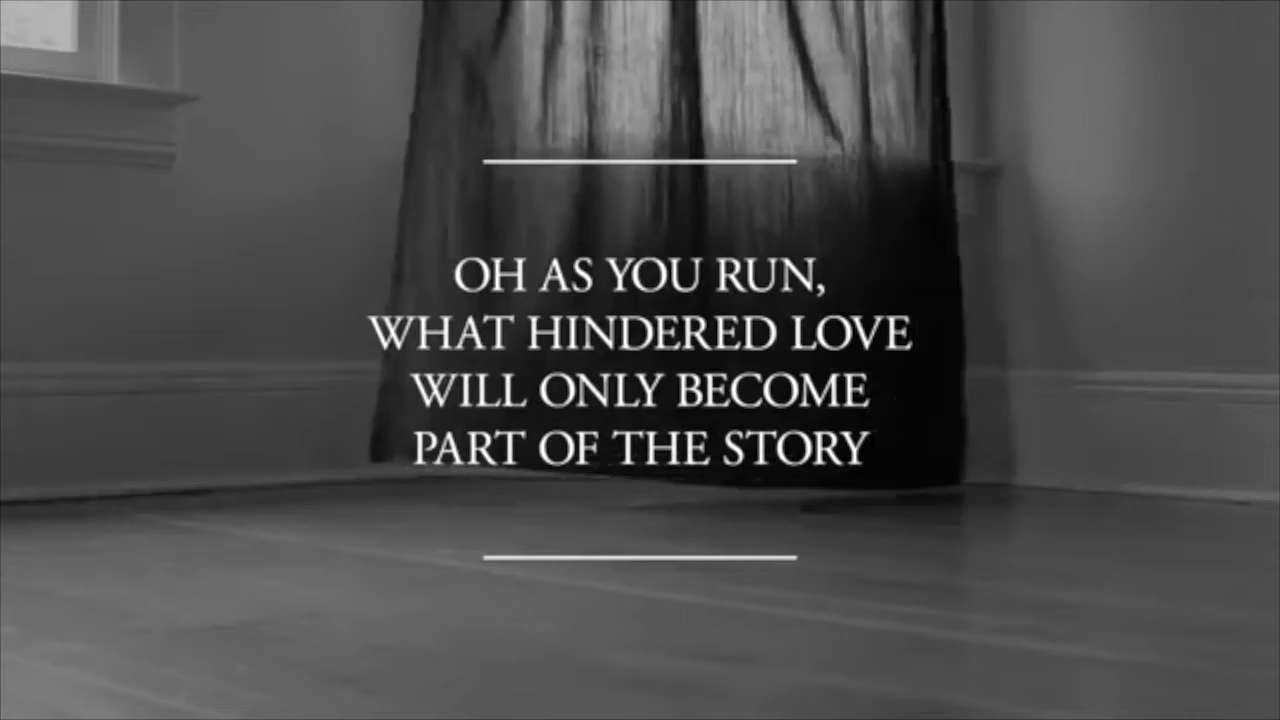 OH AS YOU RUN,
WHAT HINDERED LOVE
WILL ONLY BECOME
PART OF THE STORY